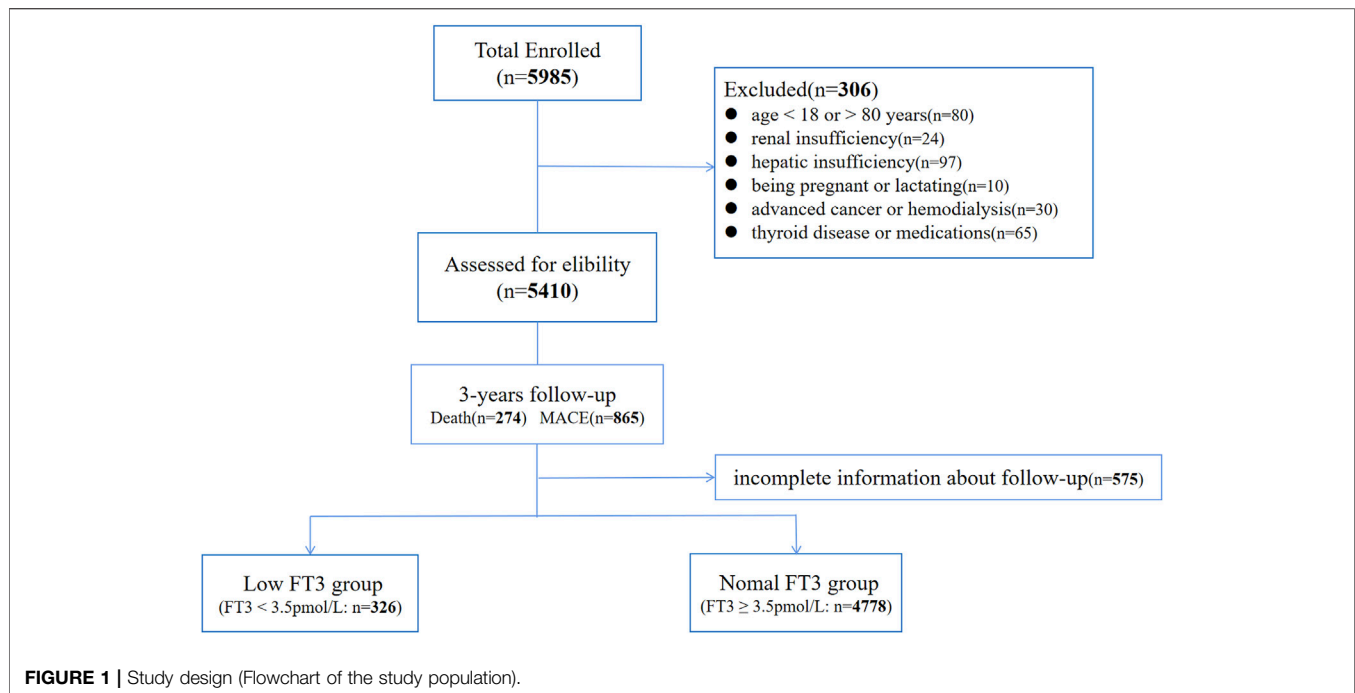 Total Enrolled
(n=5985)
Excluded(n=306)
● age < 18 or > 80 years(n=80)
● renal insufficiency(n=24)
● hepatic insufficiency(n=97)
● being pregnant or lactating(n=10)
● advanced cancer or hemodialysis(n=30)
● thyroid disease or medications(n=65)
Assessed for elibility
(n=5410)
3-years follow-up
Death(n=274) MACE(n=865)
incomplete information about follow-up(n=575)
Low FT3 group
(FT3 < 3.5pmol/L: n=326)
Nomal FT3 group
(FT3 ≥ 3.5pmol/L: n=4778)
FIGURE 1 | Study design (Flowchart of the study population).